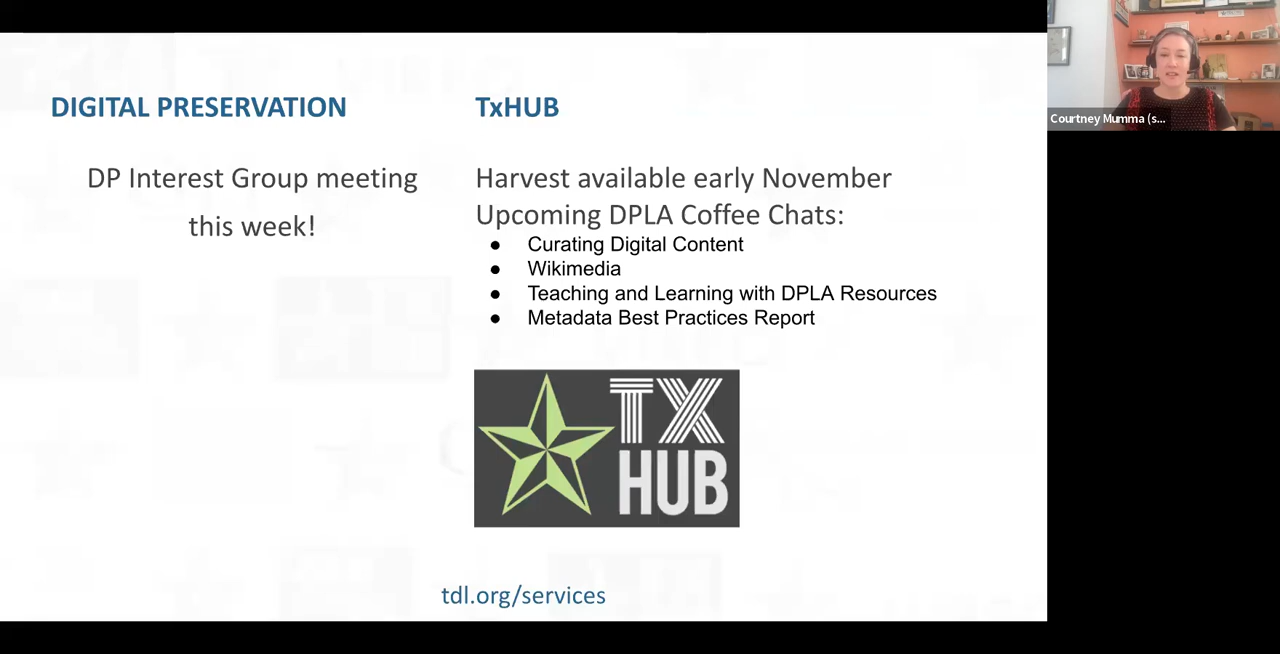 DIGITAL PRESERVATION
DP Interest Group meeting
this week!
TxHUB
Harvest available early November
Upcoming DPLA Coffee Chats:
● Curating Digital Content
● Wikimedia
● Teaching and Learning with DPLA Resources
● Metadata Best Practices Report
TX
HUB
tdl.org/services
Courtney Mumma (s...